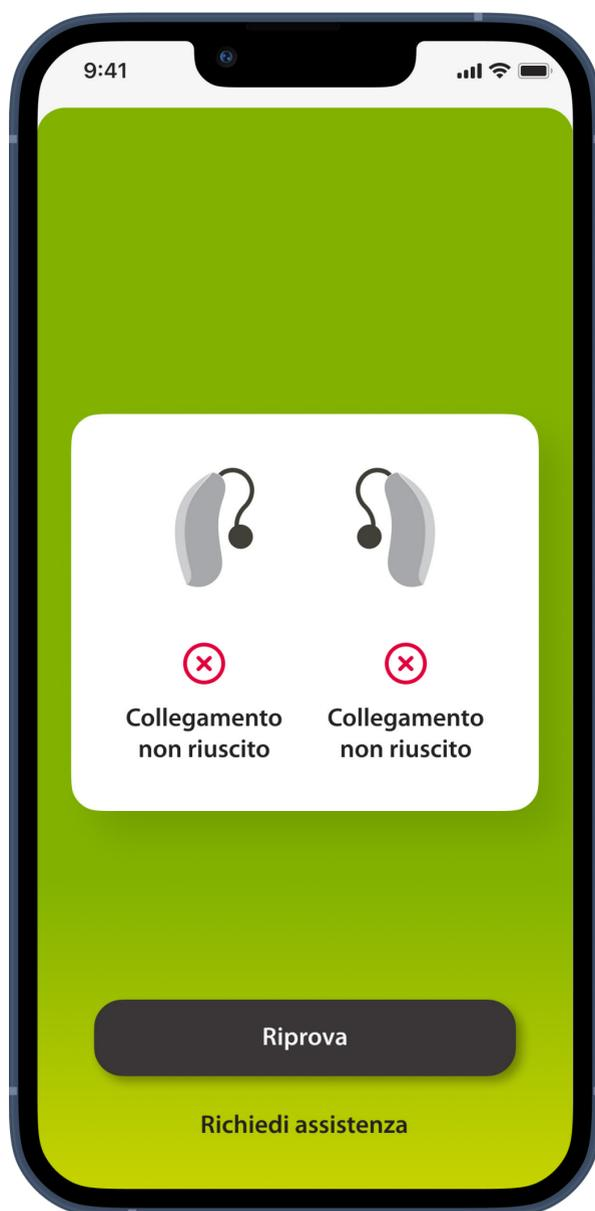 9:41
Collegamento
non riuscito
Collegamento
non riuscito
Riprova
Richiedi assistenza